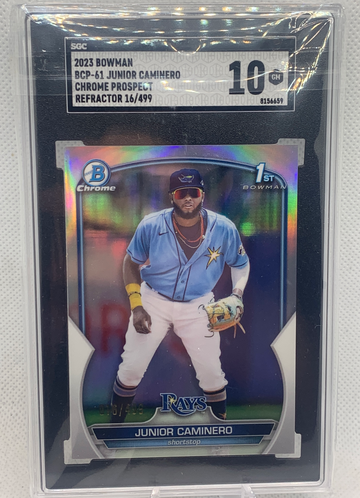 SGC
2023 BOWMAN
BCP-61 JUNIOR CAMINERO
CHROME PROSPECT
REFRACTOR 16/499
10
GM
8156659
B
Chrome
1ST
BOWMAN
RAYS
JUNIOR CAMINERO
shortstop